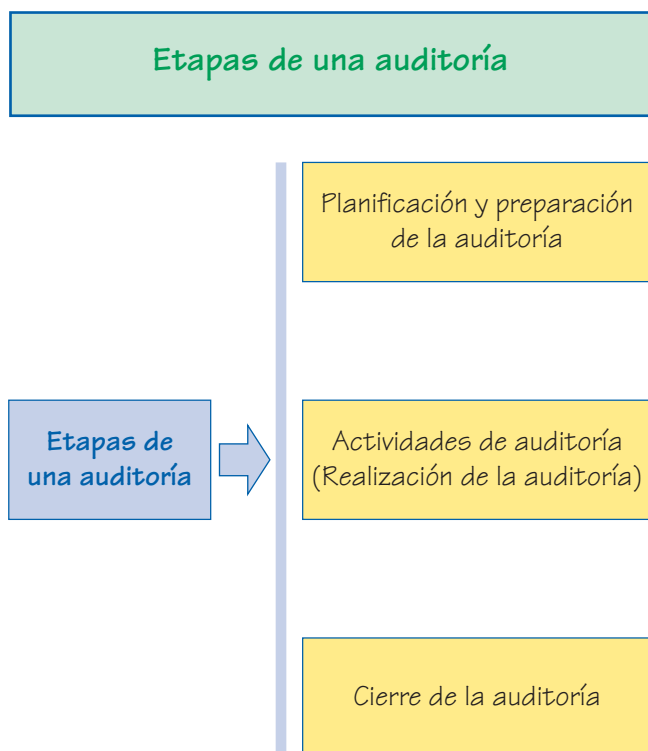 Etapas de una auditoría
Planificación y preparación
de la auditoría
Etapas de
una auditoría
Actividades de auditoría
(Realización de la auditoría)
Cierre de la auditoría